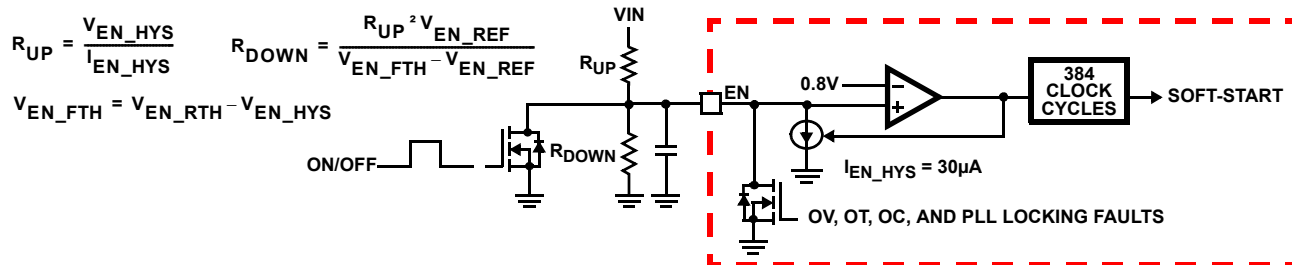 R_UP = V_EN_HYS / I_EN_HYS
R_DOWN = R_UP ² V_EN_REF / V_EN_FTH – V_EN_REF
V_EN_FTH = V_EN_RTH – V_EN_HYS
VIN
R_UP
R_DOWN
ON/OFF
EN
0.8V
−
+
384
CLOCK
CYCLES
SOFT-START
I_EN_HYS = 30µA
OV, OT, OC, AND PLL LOCKING FAULTS